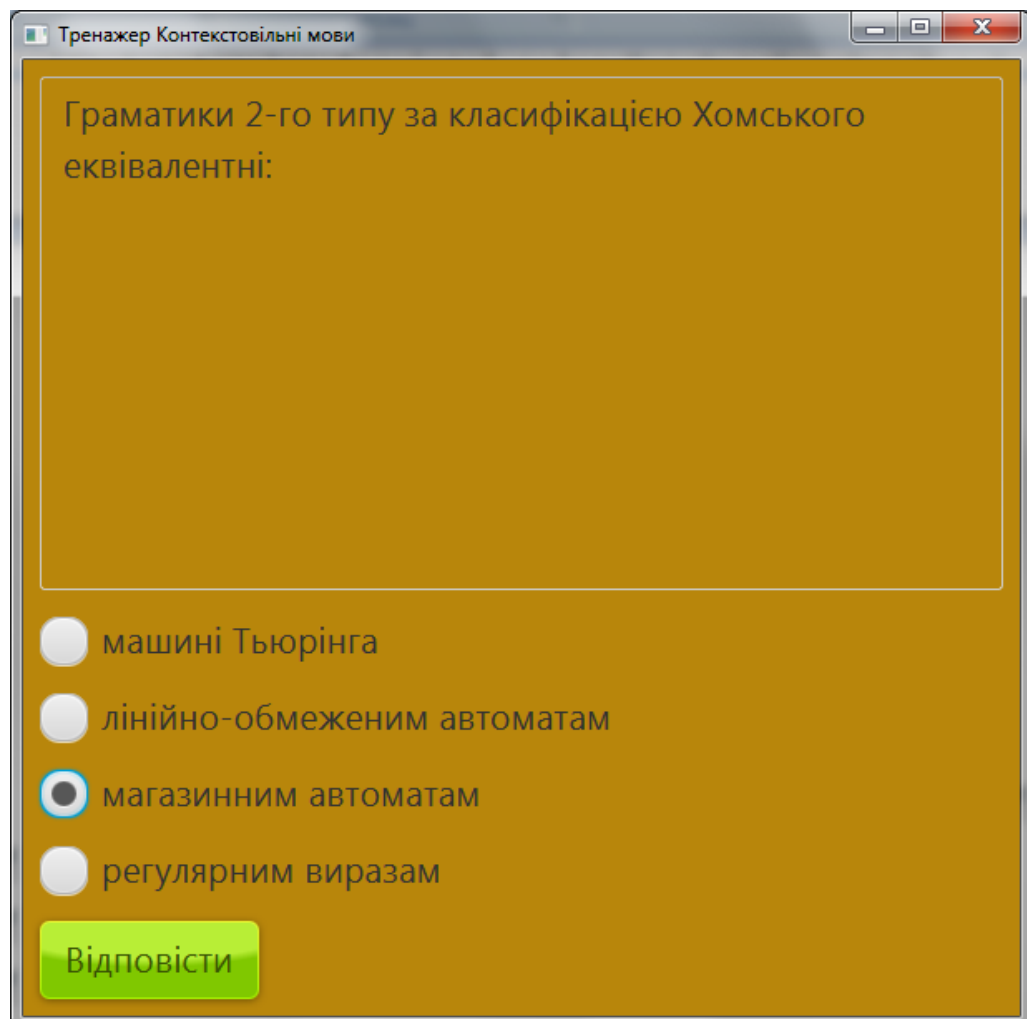 Тренажер Контекстовільні мови
Граматики 2-го типу за класифікацією Хомського
еквівалентні:
машині Тьюрінга
лінійно-обмеженим автоматам
магазинним автоматам
регулярним виразам
Відповісти